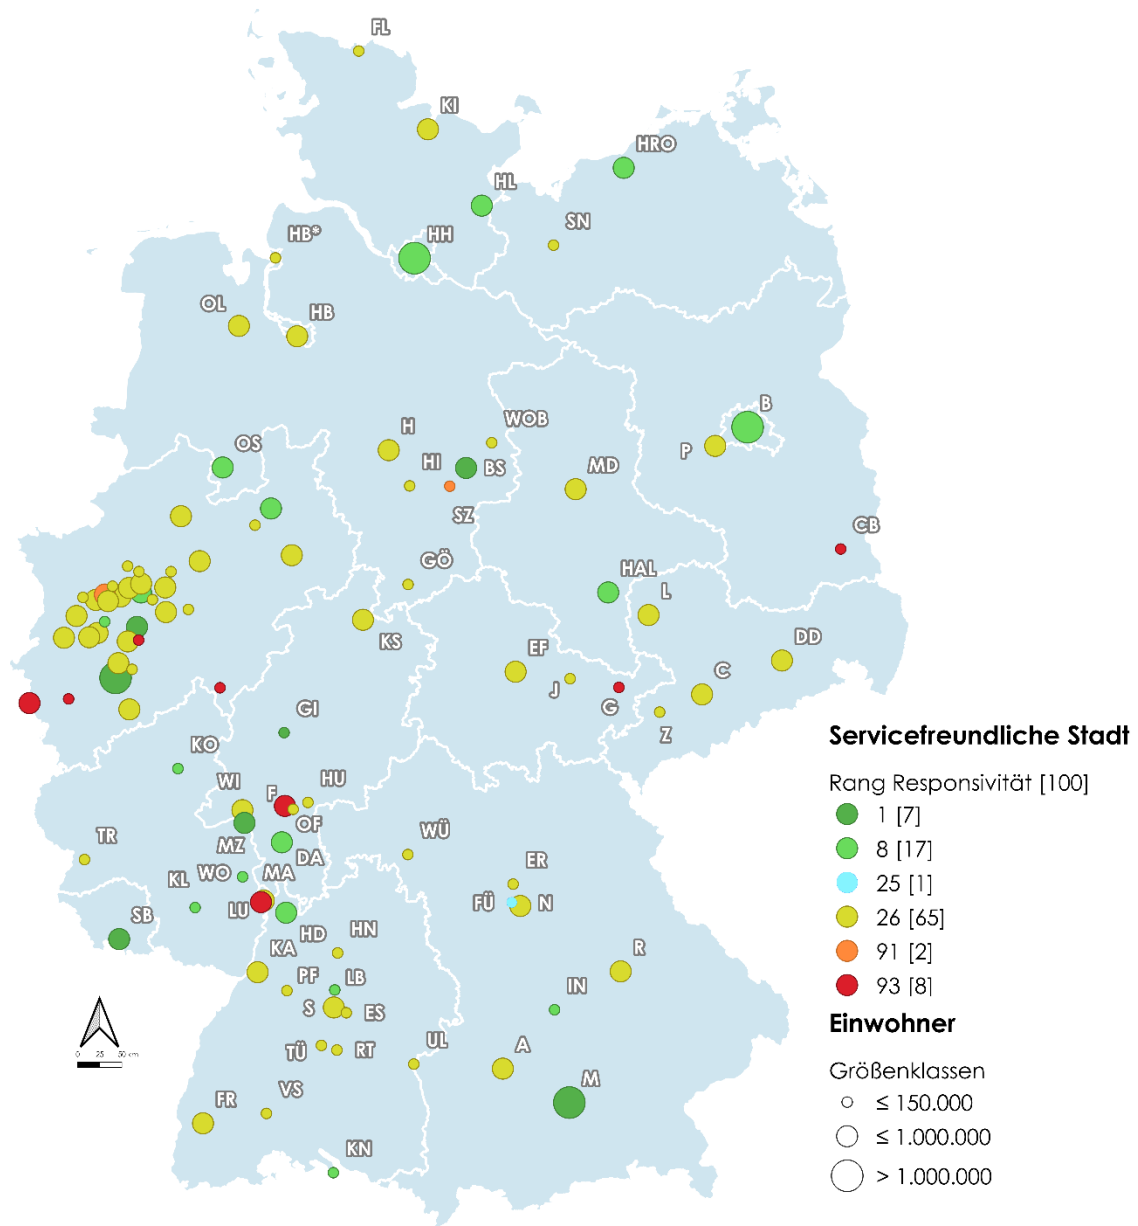 FL
KI
HRO
HL
SN
HB*
HH
OL
HB
B
WOB
H
P
OS
HI
BS
MD
SZ
CB
GÖ
HAL
L
KS
EF
DD
C
J
G
Z
GI
KO
WI
F
HU
OF
MZ
DA
WÜ
TR
ER
KL
WO
MA
FÜ
N
SB
LU
HD
HN
KA
R
PF
LB
IN
S
ES
TÜ
RT
UL
A
M
VS
FR
KN
0 25 50 km
Servicefreundliche Stadt
Rang Responsivität [100]
1 [7]
8 [17]
25 [1]
26 [65]
91 [2]
93 [8]
Einwohner
Größenklassen
≤ 150.000
≤ 1.000.000
> 1.000.000